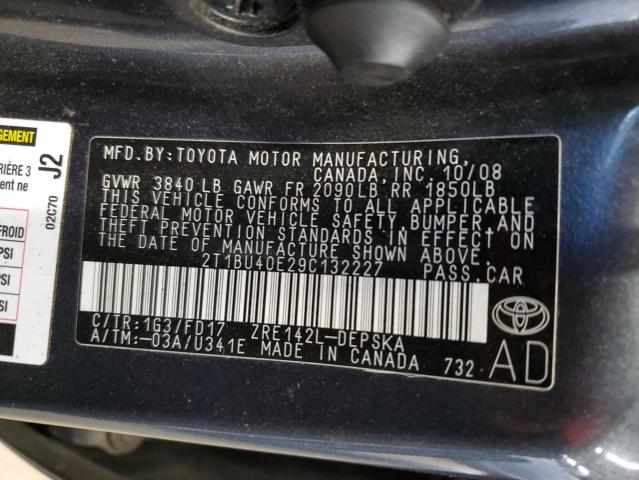 GEMENT
RIÈRE 3
ent ne
J2
02C70
FROID
PSI
PSI
SI
MFD.BY:TOYOTA MOTOR MANUFACTURING,
CANADA, INC. 10/08
GVWR 3840 LB GAWR FR 2090LB RR 1850LB
THIS VEHICLE CONFORMS TO ALL APPLICABLE
FEDERAL MOTOR VEHICLE SAFETY, BUMPER, AND
THEFT PREVENTION STANDARDS IN EFFECT ON
THE DATE OF MANUFACTURE SHOWN ABOVE.
2T1BU40E29C132227 PASS.CAR
C/TR:1G3/FD17 ZRE142L-DEPSKA
A/TM:-03A/U341E MADE IN CANADA 732
AD